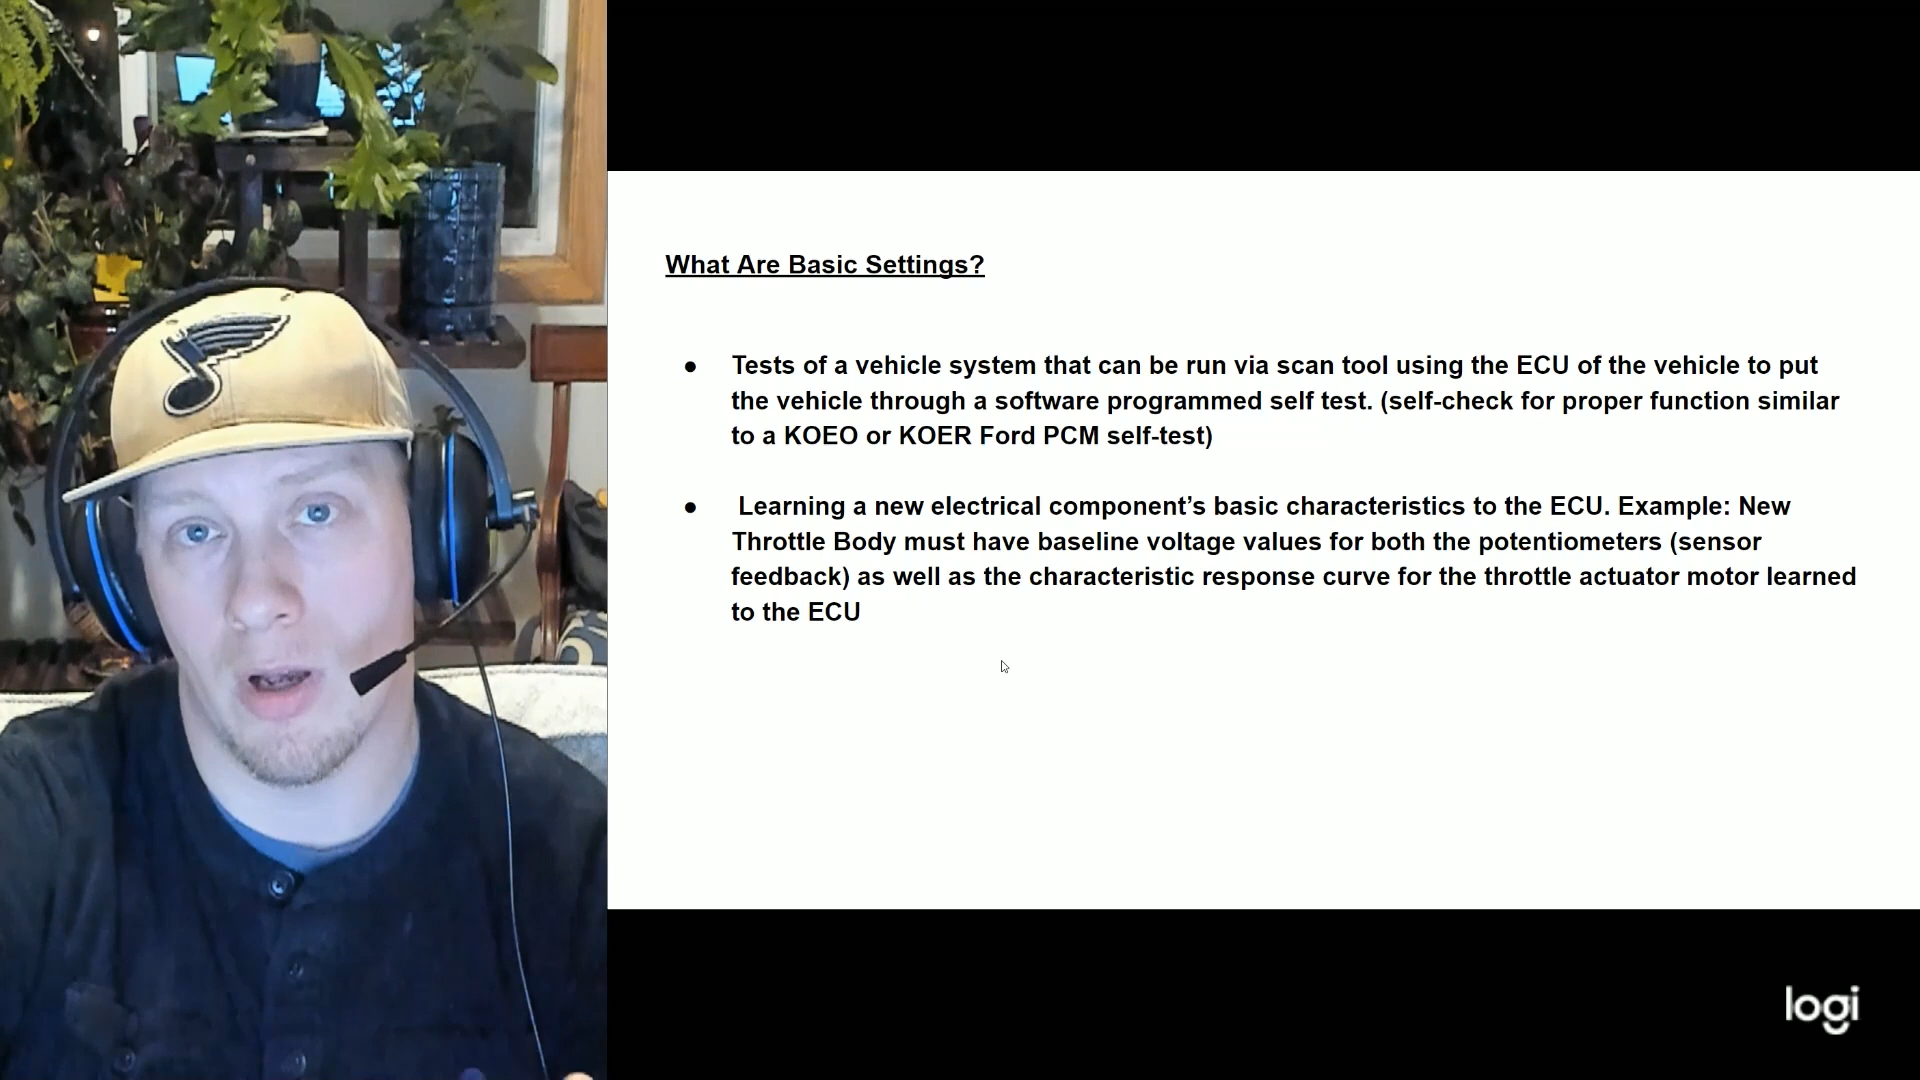 What Are Basic Settings?
● Tests of a vehicle system that can be run via scan tool using the ECU of the vehicle to put
the vehicle through a software programmed self test. (self-check for proper function similar
to a KOEO or KOER Ford PCM self-test)
● Learning a new electrical component’s basic characteristics to the ECU. Example: New
Throttle Body must have baseline voltage values for both the potentiometers (sensor
feedback) as well as the characteristic response curve for the throttle actuator motor learned
to the ECU
logi